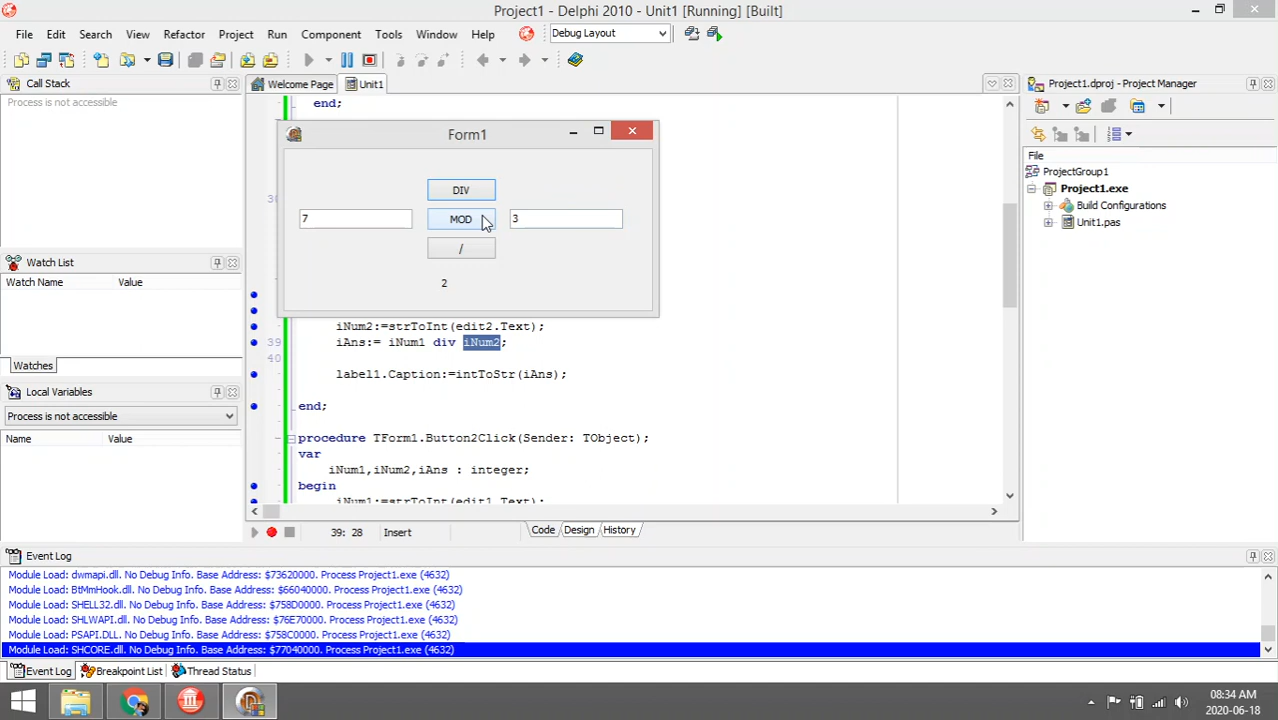 Project1 - Delphi 2010 - Unit1 [Running] [Built]
File Edit Search View Refactor Project Run Component Tools Window Help Debug Layout
Call Stack
Process is not accessible
Welcome Page Unit1
Project1.dproj - Project Manager
end;
Form1
DIV
7 MOD 3
/
2
30
File
ProjectGroup1
Project1.exe
Build Configurations
Unit1.pas
Watch List
Watch Name Value
Watches
iNum2:=strToInt(edit2.Text);
39 iAns:= iNum1 div iNum2;
40
label1.Caption:=intToStr(iAns);
end;
procedure TForm1.Button2Click(Sender: TObject);
var
iNum1,iNum2,iAns : integer;
begin
iNum1:=strToInt(edit1.Text);
Local Variables
Process is not accessible
Name Value
39: 28 Insert Code Design History
Event Log
Module Load: dwmapi.dll. No Debug Info. Base Address: $73620000. Process Project1.exe (4632)
Module Load: BtMmHook.dll. No Debug Info. Base Address: $66040000. Process Project1.exe (4632)
Module Load: SHELL32.dll. No Debug Info. Base Address: $758D0000. Process Project1.exe (4632)
Module Load: SHLWAPI.dll. No Debug Info. Base Address: $76E70000. Process Project1.exe (4632)
Module Load: PSAPI.DLL. No Debug Info. Base Address: $758C0000. Process Project1.exe (4632)
Module Load: SHCORE.dll. No Debug Info. Base Address: $77040000. Process Project1.exe (4632)
Event Log Breakpoint List Thread Status
08:34 AM
2020-06-18